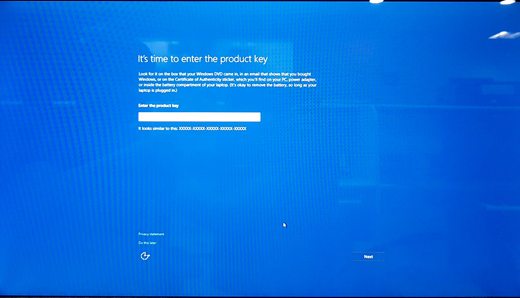 It's time to enter the product key
Look for it on the box that your Windows DVD came in, in an email that shows that you bought
Windows, or on the Certificate of Authenticity sticker, which you'll find on your PC, power adapter,
or inside the battery compartment of your laptop. (It's okay to remove the battery, so long as your
laptop is plugged in.)
Enter the product key
It looks similar to this: XXXXX-XXXXX-XXXXX-XXXXX-XXXXX
Privacy statement
Do this later
Next